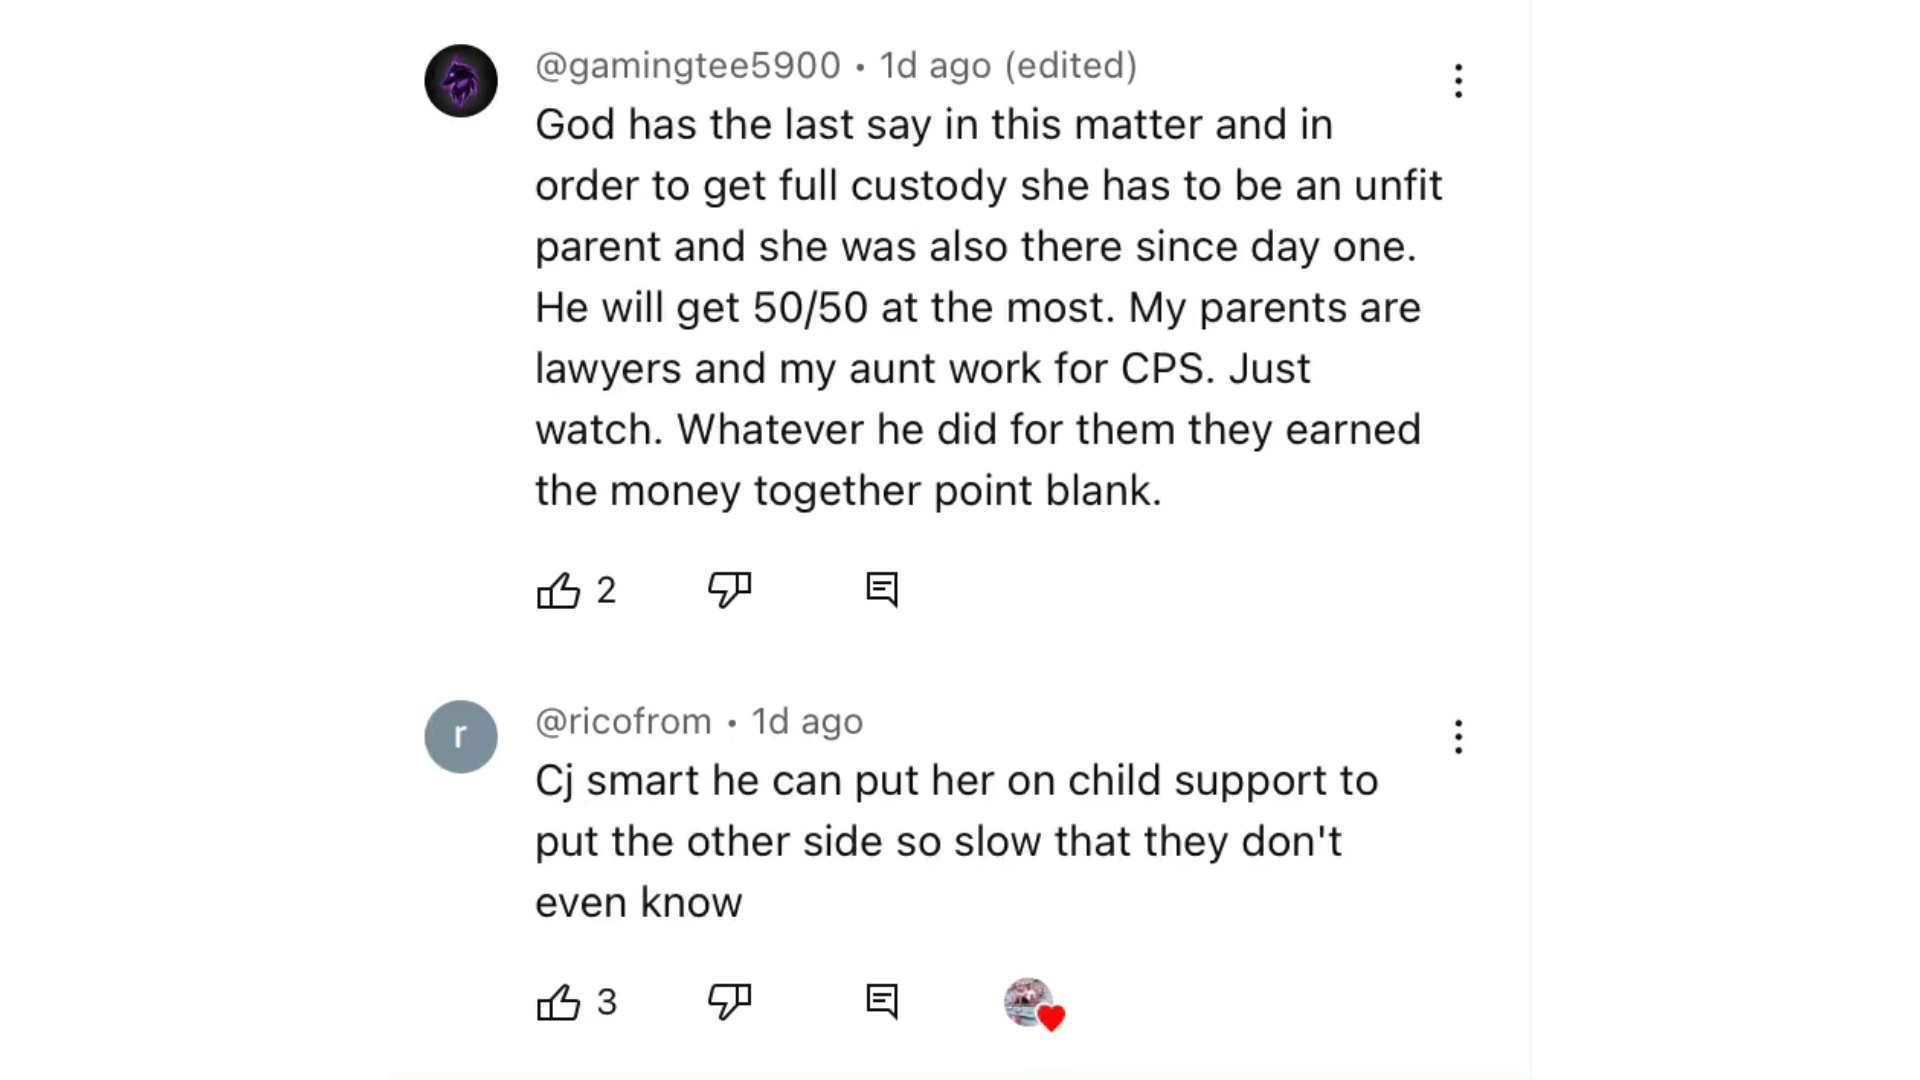 @gamingtee5900 • 1d ago (edited)
God has the last say in this matter and in
order to get full custody she has to be an unfit
parent and she was also there since day one.
He will get 50/50 at the most. My parents are
lawyers and my aunt work for CPS. Just
watch. Whatever he did for them they earned
the money together point blank.
2
r
@ricofrom • 1d ago
Cj smart he can put her on child support to
put the other side so slow that they don't
even know
3